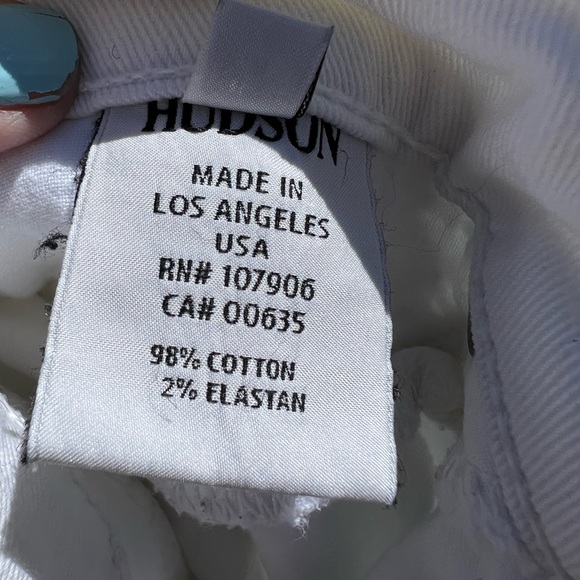 HUDSON
MADE IN
LOS ANGELES
USA
RN# 107906
CA# 00635
98% COTTON
2% ELASTAN